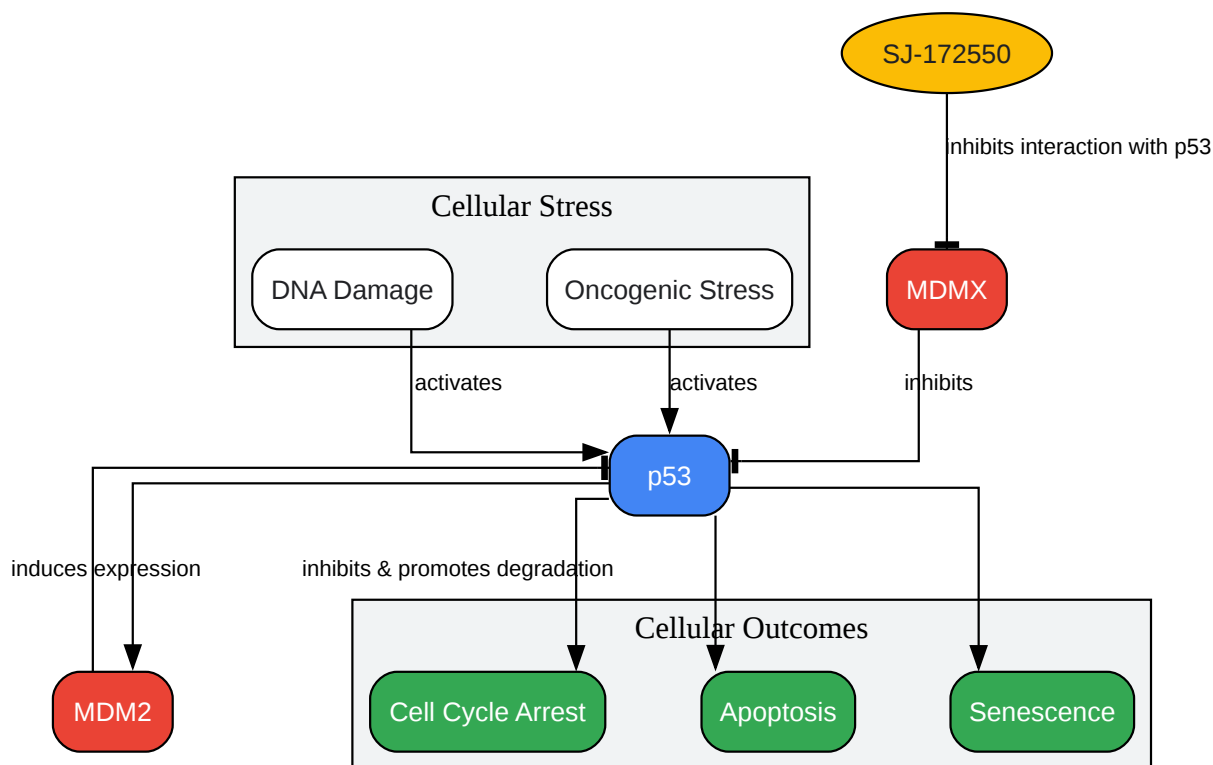 SJ-172550
inhibits interaction with p53
Cellular Stress
DNA Damage
Oncogenic Stress
MDMX
activates
activates
inhibits
p53
induces expression
inhibits & promotes degradation
Cellular Outcomes
MDM2
Cell Cycle Arrest
Apoptosis
Senescence